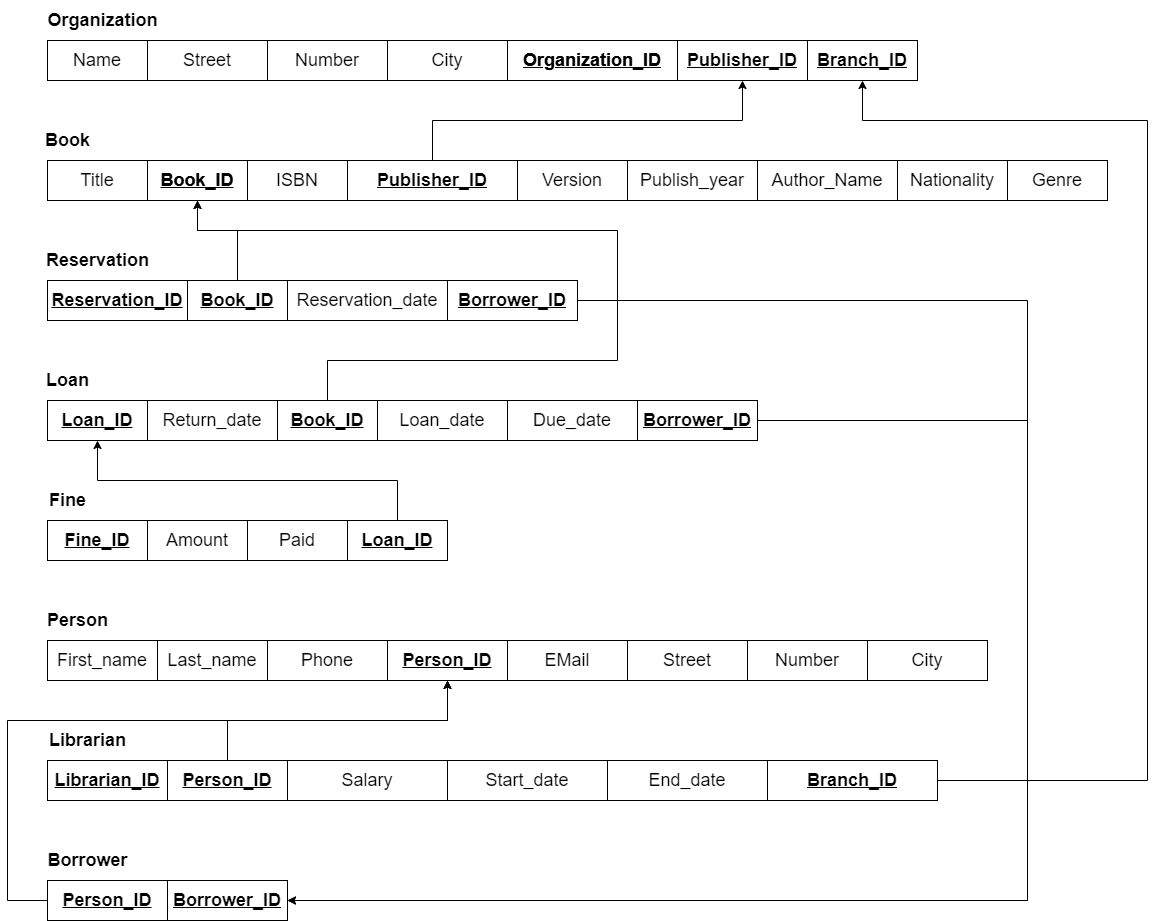 Organization
Name Street Number City Organization_ID Publisher_ID Branch_ID
Book
Title Book_ID ISBN Publisher_ID Version Publish_year Author_Name Nationality Genre
Reservation
Reservation_ID Book_ID Reservation_date Borrower_ID
Loan
Loan_ID Return_date Book_ID Loan_date Due_date Borrower_ID
Fine
Fine_ID Amount Paid Loan_ID
Person
First_name Last_name Phone Person_ID EMail Street Number City
Librarian
Librarian_ID Person_ID Salary Start_date End_date Branch_ID
Borrower
Person_ID Borrower_ID